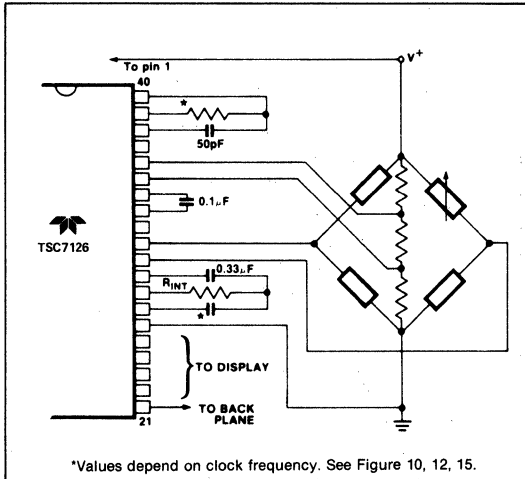 To pin 1
V+
40
*
50pF
0.1μF
TSC7126
0.33μF
RINT
*
TO DISPLAY
TO BACK
PLANE
21
*Values depend on clock frequency. See Figure 10, 12, 15.